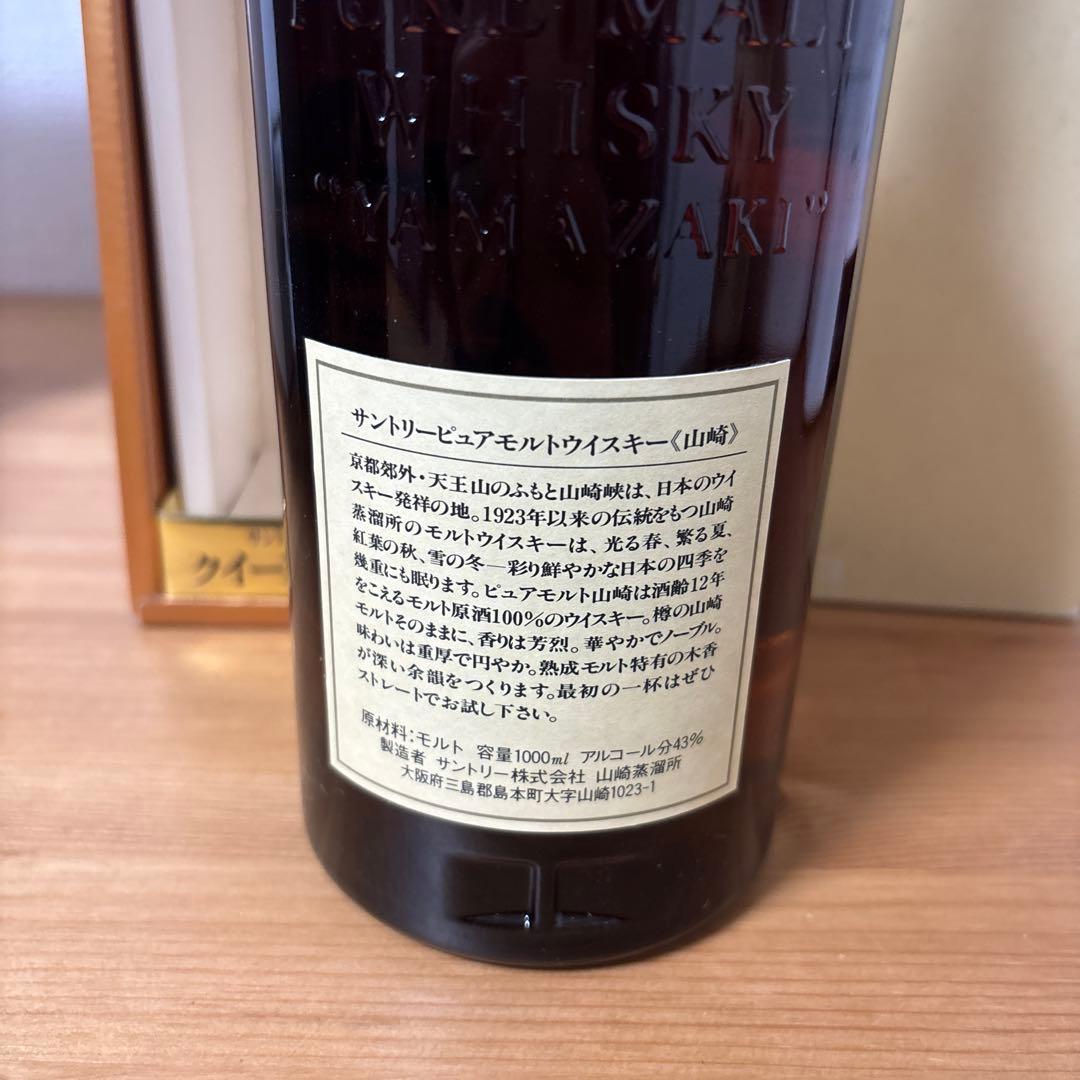 PURE MALT
WHISKY
"YAMAZAKI"
サントリーピュアモルトウイスキー《山崎》
京都郊外・天王山のふもと山崎峡は、日本のウイ
スキー発祥の地。1923年以来の伝統をもつ山崎
蒸溜所のモルトウイスキーは、光る春、繁る夏、
紅葉の秋、雪の冬─彩り鮮やかな日本の四季を
幾重にも眠ります。ピュアモルト山崎は酒齢12年
をこえるモルト原酒100%のウイスキー。樽の山崎
モルトそのままに、香りは芳烈。華やかでノーブル。
味わいは重厚で円やか。熟成モルト特有の木香
が深い余韻をつくります。最初の一杯はぜひ
ストレートでお試し下さい。
原材料:モルト 容量1000ml アルコール分43%
製造者 サントリー株式会社 山崎蒸溜所
大阪府三島郡島本町大字山崎1023-1
クイー